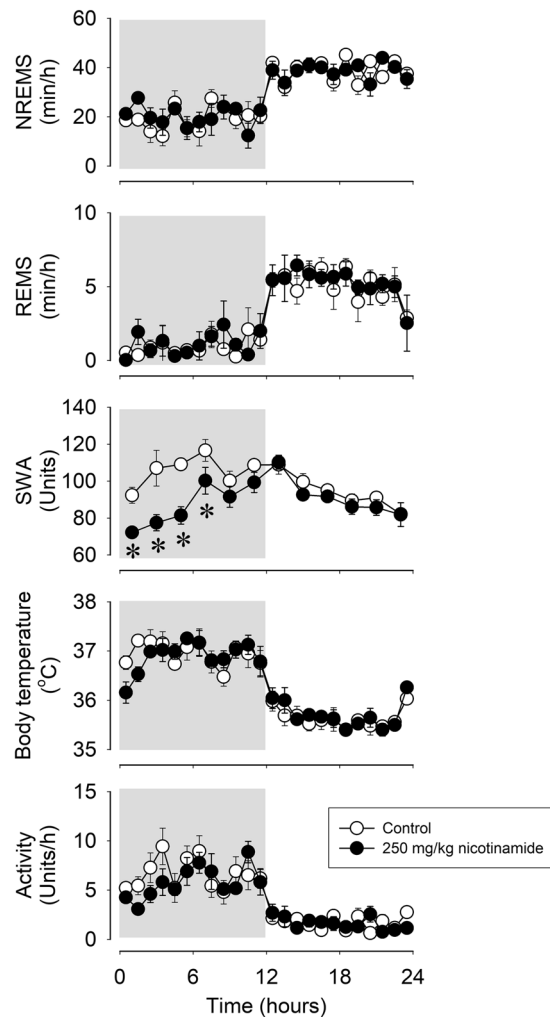 NREMS
(min/h)
60
40
20
0
REMS
(min/h)
10
5
0
SWA
(Units)
140
120
100
80
60
*
*
*
*
Body temperature
(°C)
38
37
36
35
Activity
(Units/h)
15
10
5
0
Control
250 mg/kg nicotinamide
0 6 12 18 24
Time (hours)